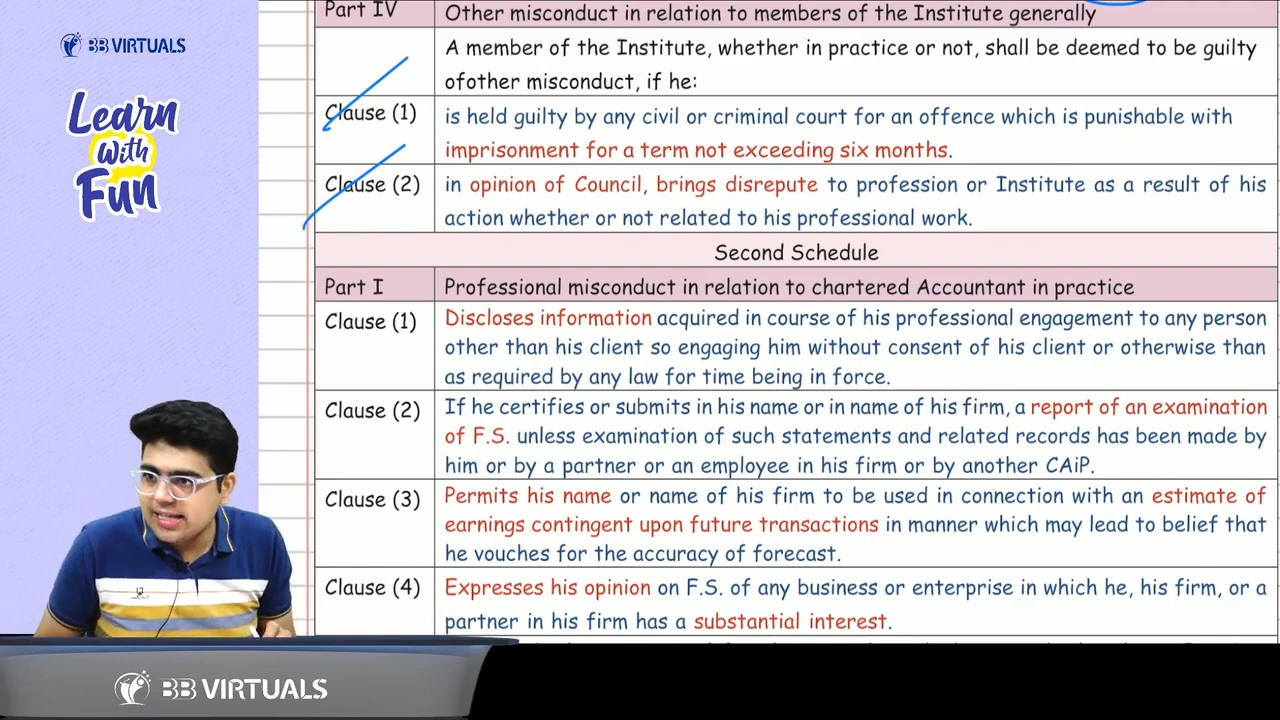 BB VIRTUALS
Learn
With
Fun
Part IV
Other misconduct in relation to members of the Institute generally
A member of the Institute, whether in practice or not, shall be deemed to be guilty
ofother misconduct, if he:
Clause (1)
is held guilty by any civil or criminal court for an offence which is punishable with
imprisonment for a term not exceeding six months.
Clause (2)
in opinion of Council, brings disrepute to profession or Institute as a result of his
action whether or not related to his professional work.
Second Schedule
Part I
Professional misconduct in relation to chartered Accountant in practice
Clause (1)
Discloses information acquired in course of his professional engagement to any person
other than his client so engaging him without consent of his client or otherwise than
as required by any law for time being in force.
Clause (2)
If he certifies or submits in his name or in name of his firm, a report of an examination
of F.S. unless examination of such statements and related records has been made by
him or by a partner or an employee in his firm or by another CAiP.
Clause (3)
Permits his name or name of his firm to be used in connection with an estimate of
earnings contingent upon future transactions in manner which may lead to belief that
he vouches for the accuracy of forecast.
Clause (4)
Expresses his opinion on F.S. of any business or enterprise in which he, his firm, or a
partner in his firm has a substantial interest.
BB VIRTUALS